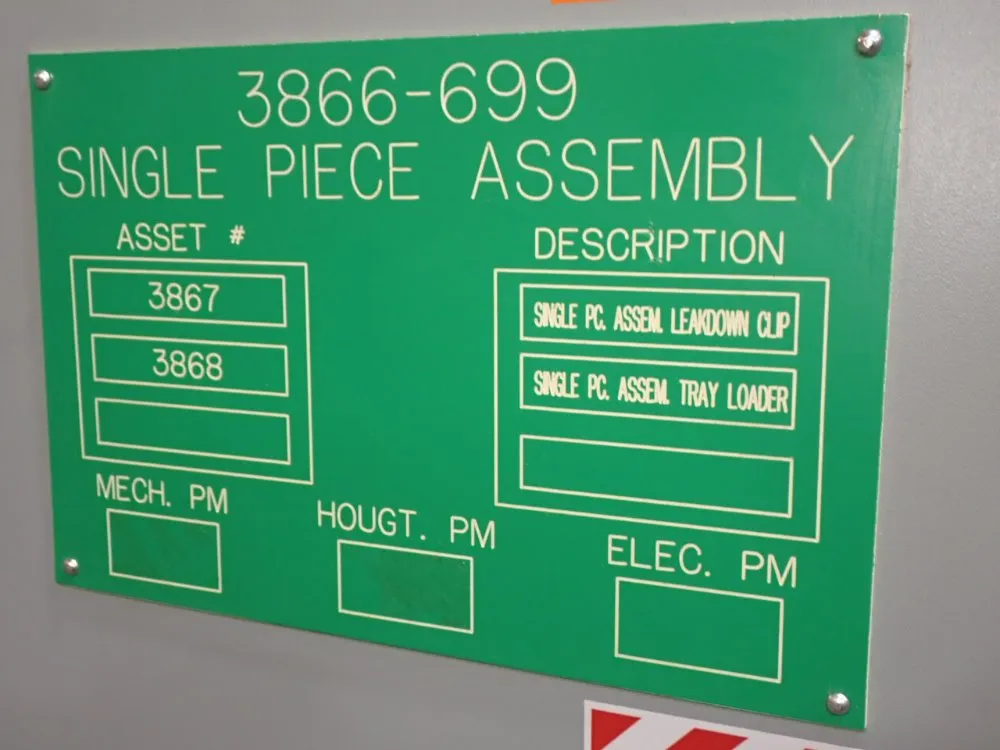 3866-699
SINGLE PIECE ASSEMBLY
ASSET #
DESCRIPTION
3867
SINGLE PC. ASSEM. LEAKDOWN CLIP
3868
SINGLE PC. ASSEM. TRAY LOADER
MECH. PM
HOUGT. PM
ELEC. PM